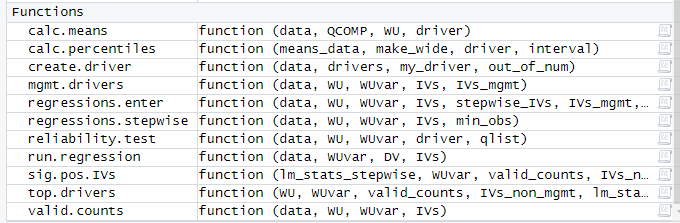 Functions
calc.means function (data, QCOMP, WU, driver)
calc.percentiles function (means_data, make_wide, driver, interval)
create.driver function (data, drivers, my_driver, out_of_num)
mgmt.drivers function (data, WU, WUvar, IVs, IVs_mgmt)
regressions.enter function (data, WU, WUvar, IVs, stepwise_IVs, IVs_mgmt,…
regressions.stepwise function (data, WU, WUvar, IVs, min_obs)
reliability.test function (data, WU, WUvar, driver, qlist)
run.regression function (data, WUvar, DV, IVs)
sig.pos.IVs function (lm_stats_stepwise, WUvar, valid_counts, IVs_n…
top.drivers function (WU, WUvar, valid_counts, IVs_non_mgmt, lm_sta…
valid.counts function (data, WU, WUvar, IVs)